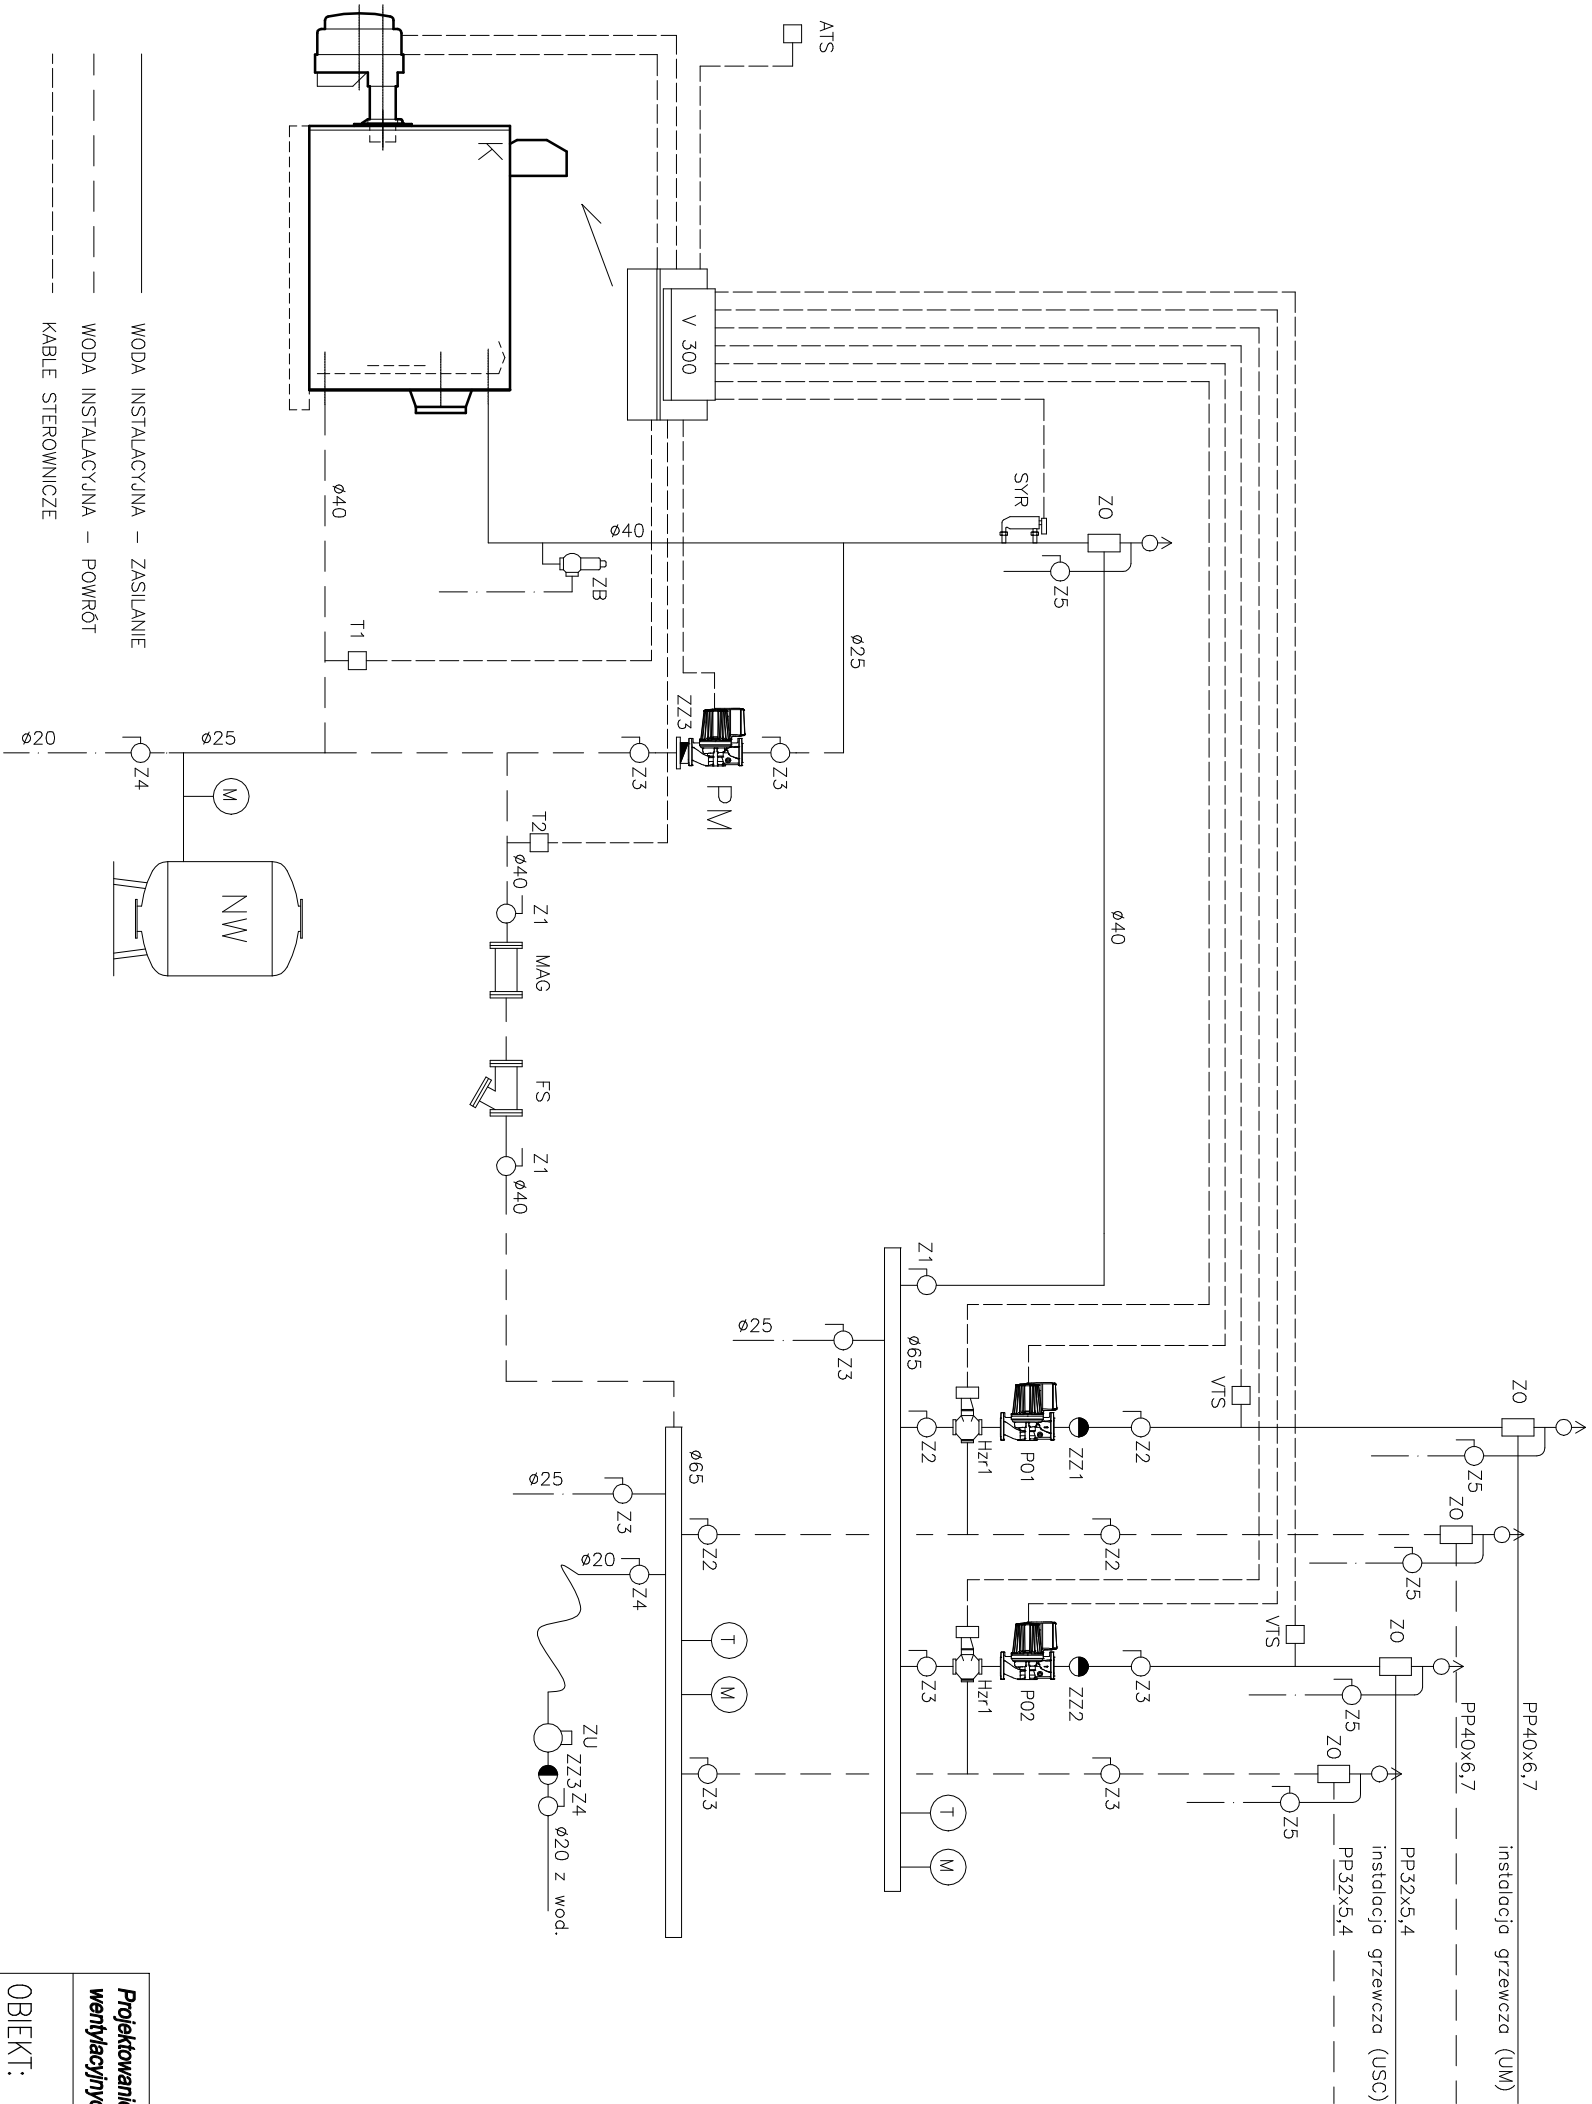 ATS
K
V 300
SYR
ZO
Z5
ZB
ø40
ø40
T1
ø25
ZZ3
Z3
Z3
PM
ø20
Z4
ø25
M
NW
T2
ø40
Z1
MAG
FS
Z1
ø40
ø40
Z1
ø25
Z3
ø65
Z2
Hzr1
P01
ZZ1
Z2
VTS
ZO
Z5
ZO
Z5
Z2
Z2
ø65
ø25
Z3
ø20
Z4
T
M
ZU
ZZ3
Z4
ø20 z wod.
Z3
Z3
Hzr1
P02
ZZ2
Z3
VTS
ZO
Z5
ZO
Z5
Z3
T
M
PP40x6,7
instalacja grzewcza (UM)
PP40x6,7
PP32x5,4
instalacja grzewcza (USC)
PP32x5,4
WODA INSTALACYJNA – ZASILANIE
WODA INSTALACYJNA – POWRÓT
KABLE STEROWNICZE
Projektowanie
wentylacyjnyc
OBIEKT: